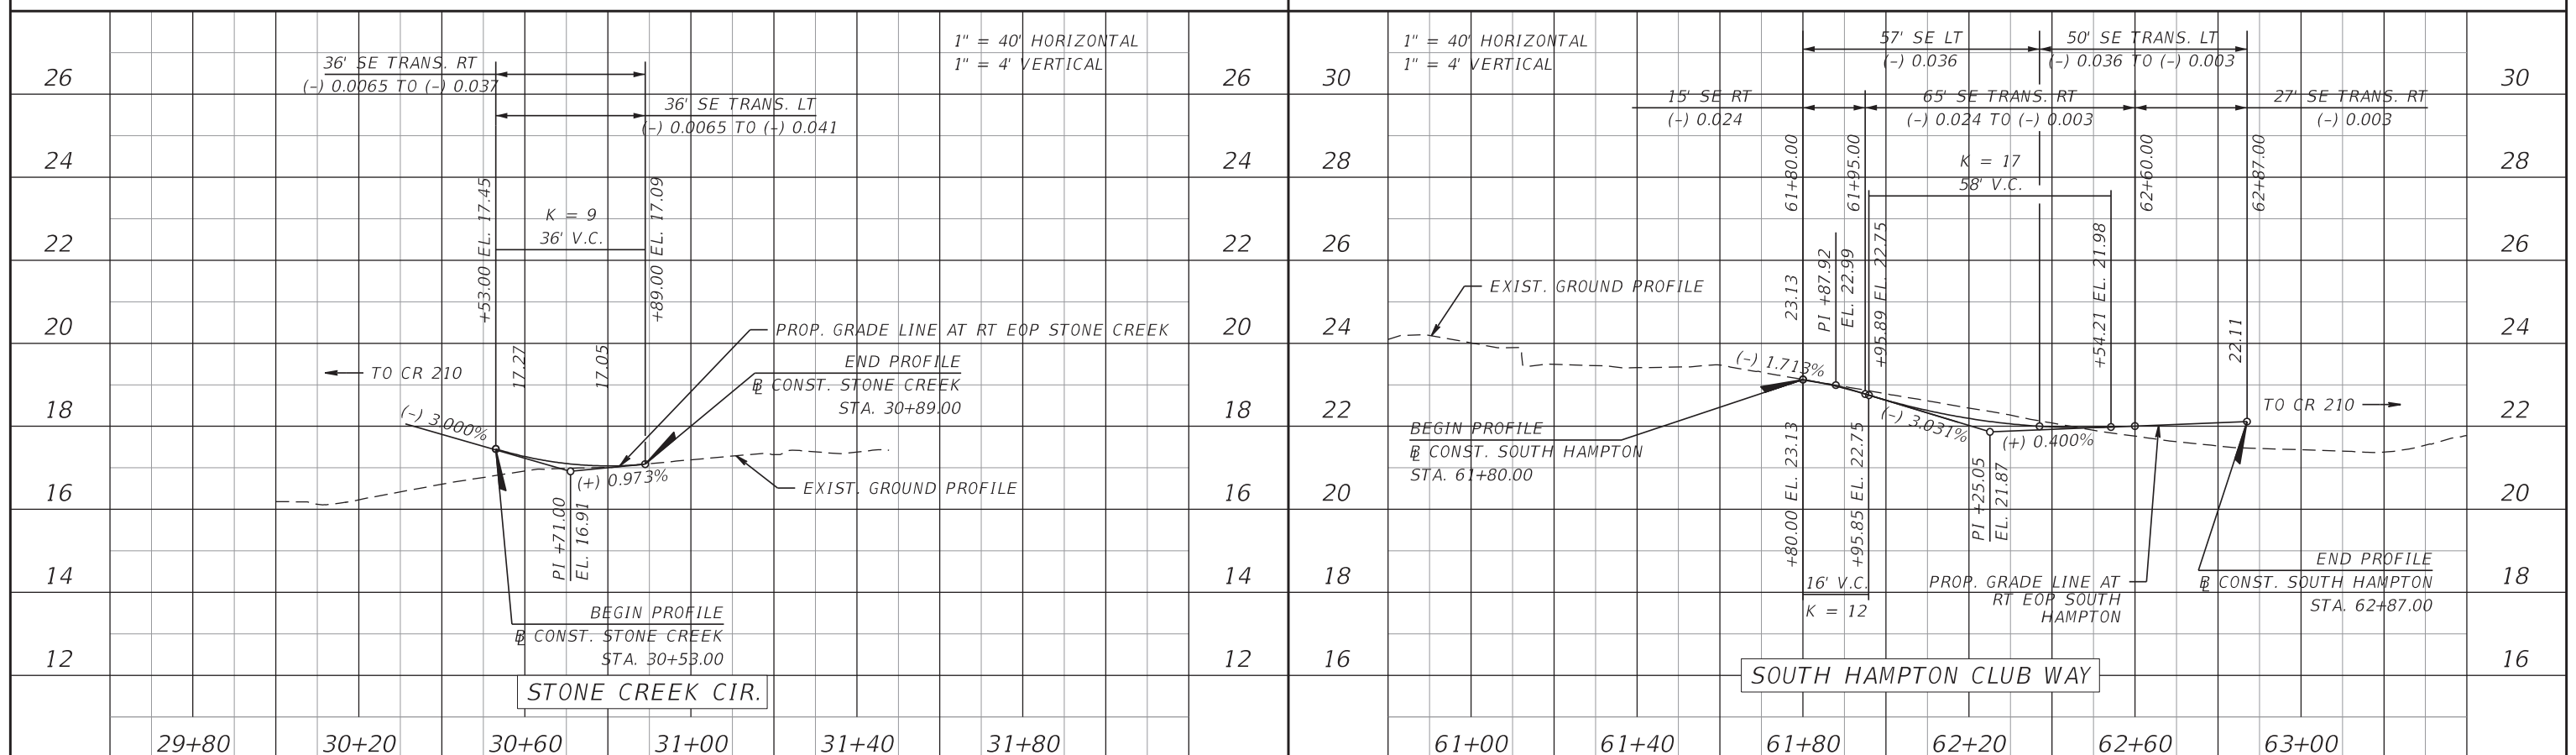 1" = 40' HORIZONTAL
1" = 4' VERTICAL
36' SE TRANS. RT
(-) 0.0065 TO (-) 0.037
36' SE TRANS. LT
(-) 0.0065 TO (-) 0.041
26
24
22
20
18
16
14
12
26
24
22
20
18
16
14
12
+53.00 EL. 17.45
K = 9
36' V.C.
+89.00 EL. 17.09
17.27
17.05
TO CR 210
PROP. GRADE LINE AT RT EOP STONE CREEK
END PROFILE
BL CONST. STONE CREEK
STA. 30+89.00
(-) 3.000%
(+) 0.973%
EXIST. GROUND PROFILE
PI +71.00
EL. 16.91
BEGIN PROFILE
BL CONST. STONE CREEK
STA. 30+53.00
STONE CREEK CIR.
29+80
30+20
30+60
31+00
31+40
31+80
1" = 40' HORIZONTAL
1" = 4' VERTICAL
57' SE LT
(-) 0.036
50' SE TRANS. LT
(-) 0.036 TO (-) 0.003
15' SE RT
(-) 0.024
65' SE TRANS. RT
(-) 0.024 TO (-) 0.003
27' SE TRANS. RT
(-) 0.003
30
28
26
24
22
20
18
16
30
28
26
24
22
20
18
16
61+80.00
61+95.00
K = 17
58' V.C.
62+60.00
62+87.00
23.13
PI +87.92
EL. 22.99
+95.89 EL. 22.75
+54.21 EL. 21.98
22.11
EXIST. GROUND PROFILE
(-) 1.713%
(-) 3.031%
(+) 0.400%
TO CR 210
BEGIN PROFILE
BL CONST. SOUTH HAMPTON
STA. 61+80.00
+80.00 EL. 23.13
+95.85 EL. 22.75
PI +25.05
EL. 21.87
16' V.C.
K = 12
PROP. GRADE LINE AT
RT EOP SOUTH
HAMPTON
END PROFILE
BL CONST. SOUTH HAMPTON
STA. 62+87.00
SOUTH HAMPTON CLUB WAY
61+00
61+40
61+80
62+20
62+60
63+00